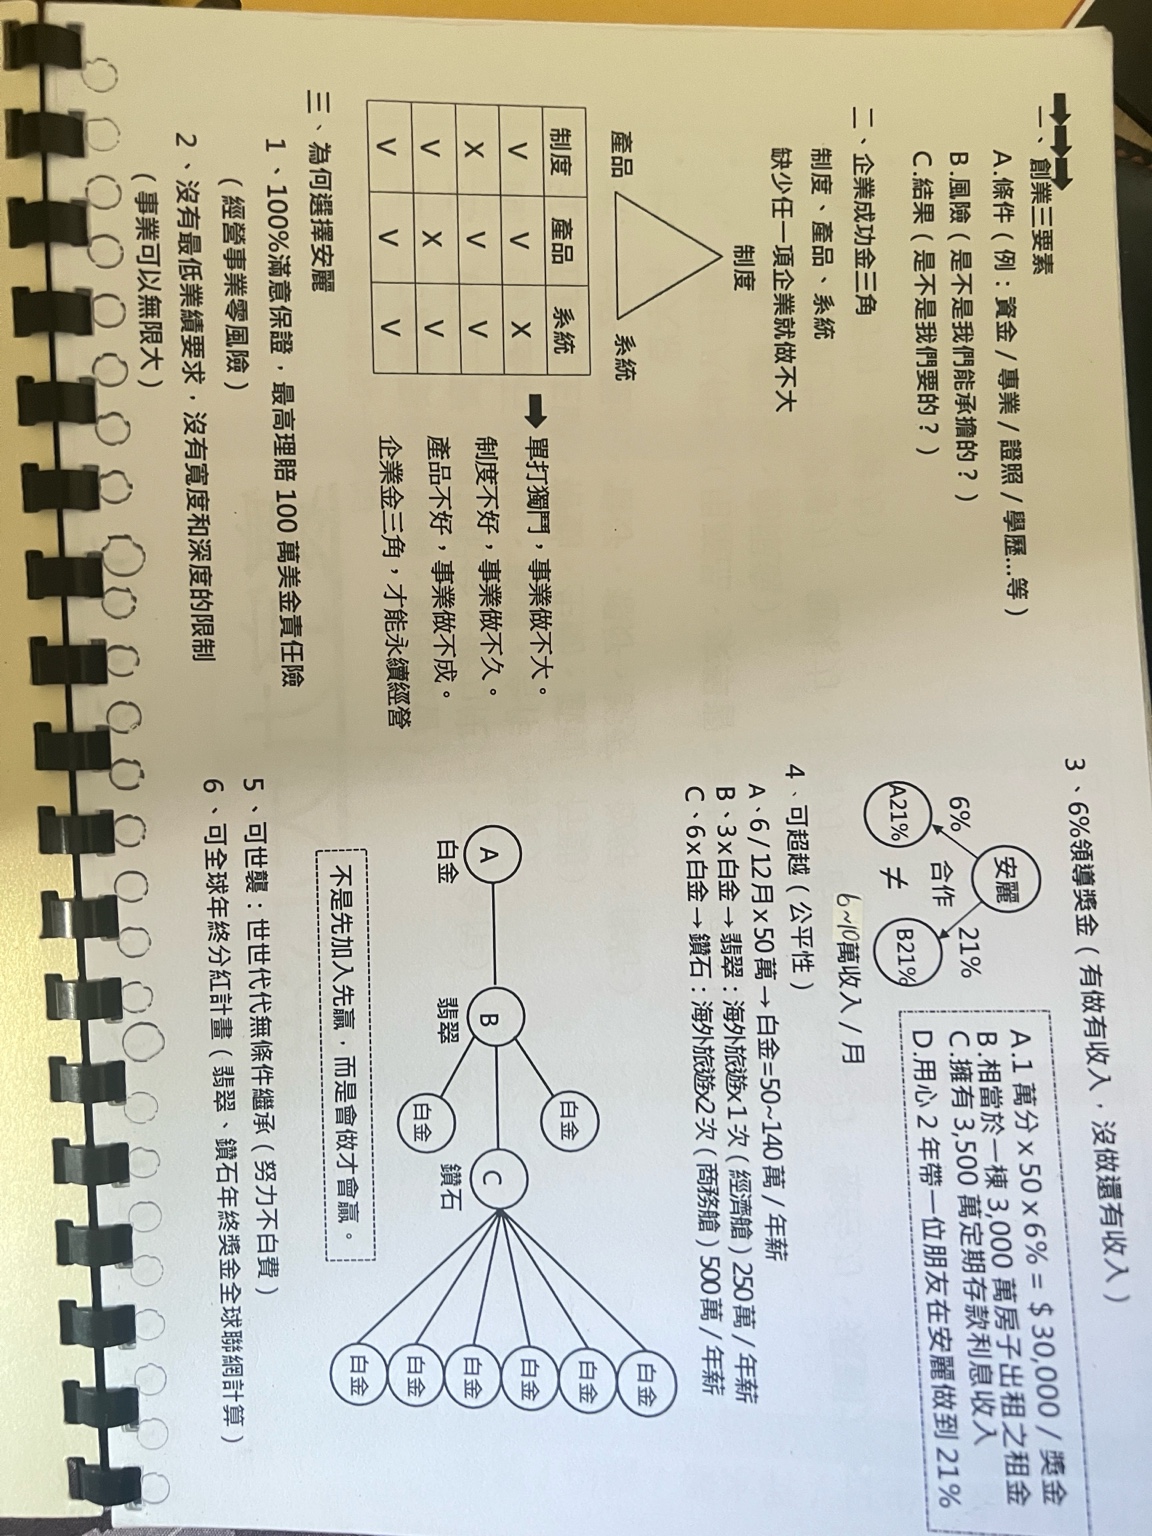 一、創業三要素
A.條件（例：資金 / 專業 / 證照 / 學歷...等）
B.風險（是不是我們能承擔的？）
C.結果（是不是我們要的？）
二、企業成功金三角
制度、產品、系統
缺少任一項企業就做不大
制度
產品
系統
制度 產品 系統
V V X
X V V
V X V
V V V
單打獨鬥，事業做不大。
制度不好，事業做不久。
產品不好，事業做不成。
企業金三角，才能永續經營
三、為何選擇安麗
1、100%滿意保證，最高理賠 100 萬美金責任險
（經營事業零風險）
2、沒有最低業績要求，沒有寬度和深度的限制
（事業可以無限大）
3、6%領導獎金（有做有收入，沒做還有收入）
安麗
6%
合作
21%
A21%
≠
B21%
6~10萬收入 / 月
A.1 萬分 x 50 x 6% = $ 30,000 / 獎金
B.相當於一棟 3,000 萬房子出租之租金
C.擁有 3,500 萬定期存款利息收入
D.用心 2 年帶一位朋友在安麗做到 21%
4、可超越（公平性）
A、6 / 12月x50萬→白金=50~140萬 / 年薪
B、3x白金→翡翠：海外旅遊x1次（經濟艙）250萬 / 年薪
C、6x白金→鑽石：海外旅遊x2次（商務艙）500萬 / 年薪
A
白金
B
翡翠
白金
白金
C
鑽石
白金
白金
白金
白金
白金
白金
不是先加入先贏，而是會做才會贏。
5、可世襲：世世代代無條件繼承（努力不白費）
6、可全球年終分紅計畫（翡翠、鑽石年終獎金全球聯網計算）